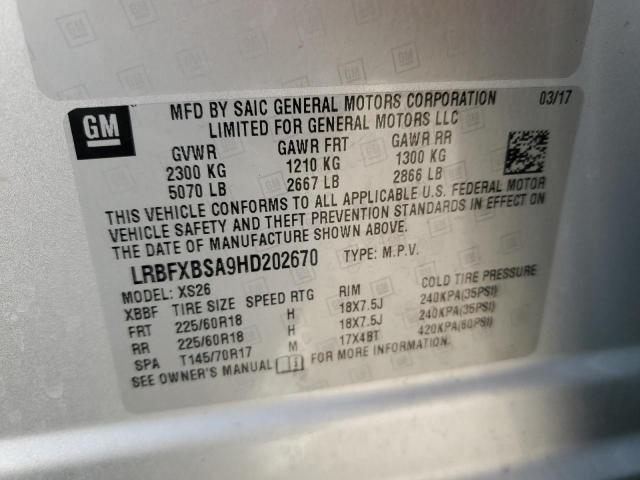 GM
MFD BY SAIC GENERAL MOTORS CORPORATION 03/17
LIMITED FOR GENERAL MOTORS LLC
GVWR GAWR FRT GAWR RR
2300 KG 1210 KG 1300 KG
5070 LB 2667 LB 2866 LB
THIS VEHICLE CONFORMS TO ALL APPLICABLE U.S. FEDERAL MOTOR
VEHICLE SAFETY AND THEFT PREVENTION STANDARDS IN EFFECT ON
THE DATE OF MANUFACTURE SHOWN ABOVE.
LRBFXBSA9HD202670 TYPE: M.P.V.
MODEL: XS26
XBBF TIRE SIZE SPEED RTG RIM COLD TIRE PRESSURE
FRT 225/60R18 H 18X7.5J 240KPA(35PSI)
RR 225/60R18 H 18X7.5J 240KPA(35PSI)
SPA T145/70R17 M 17X4BT 420KPA(60PSI)
SEE OWNER'S MANUAL FOR MORE INFORMATION.